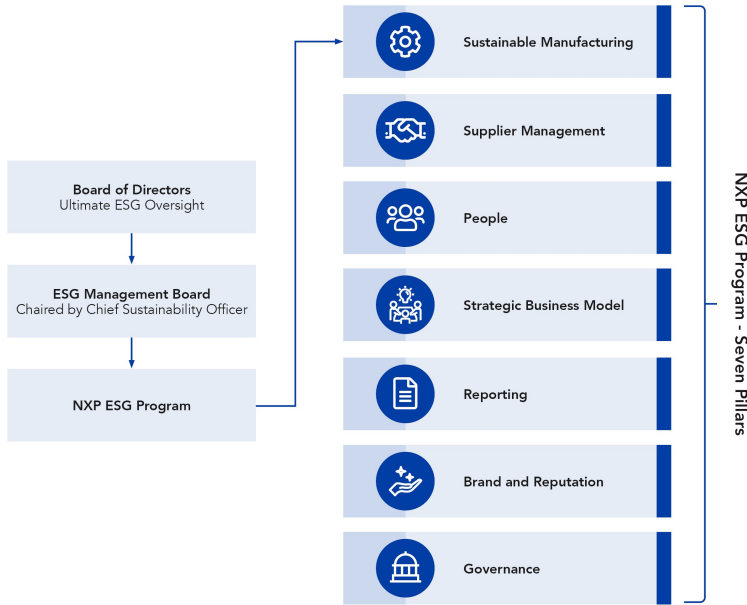 Board of Directors
Ultimate ESG Oversight
ESG Management Board
Chaired by Chief Sustainability Officer
NXP ESG Program
Sustainable Manufacturing
Supplier Management
People
Strategic Business Model
Reporting
Brand and Reputation
Governance
NXP ESG Program - Seven Pillars